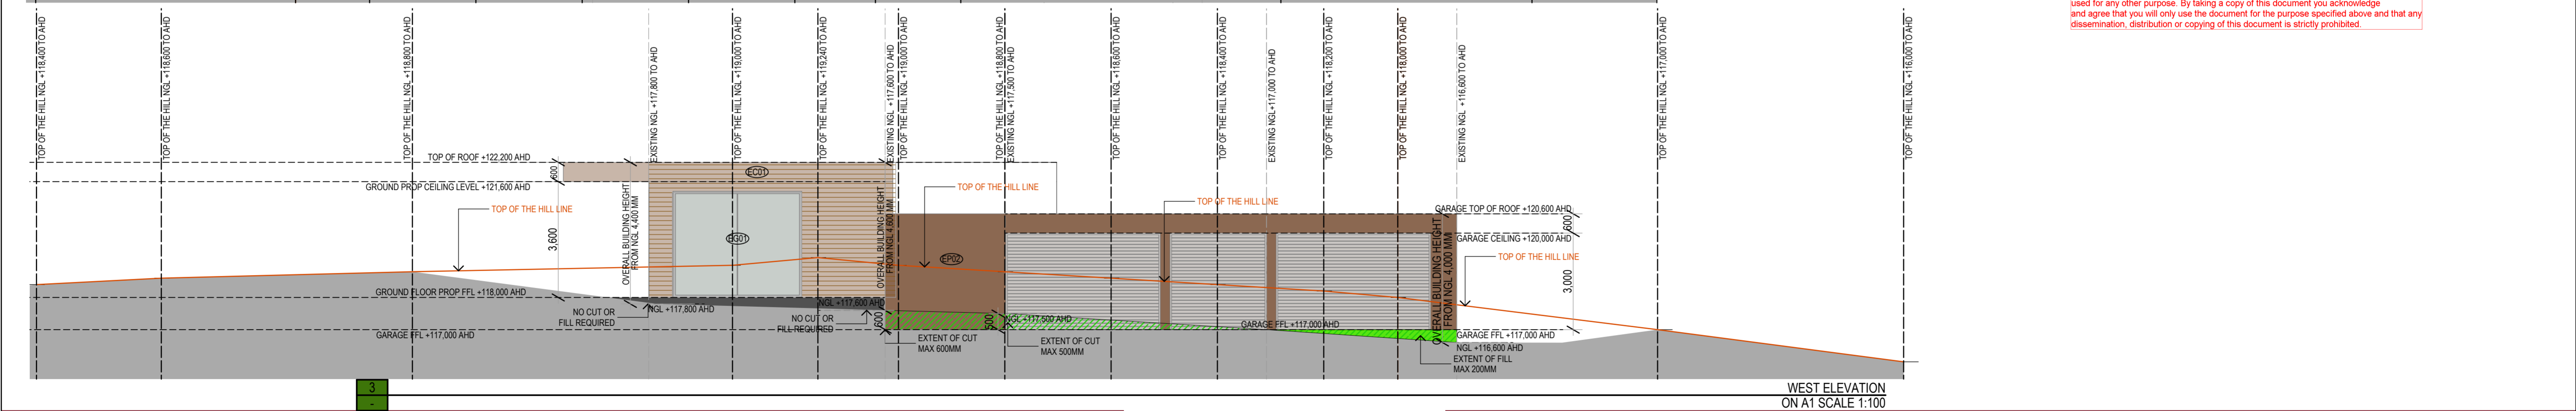 used for any other purpose. By taking a copy of this document you acknowledge
and agree that you will only use the document for the purpose specified above and that any
dissemination, distribution or copying of this document is strictly prohibited.
TOP OF THE HILL NGL +118,400 TO AHD
TOP OF THE HILL NGL +118,600 TO AHD
TOP OF THE HILL NGL +118,800 TO AHD
EXISTING NGL +117,800 TO AHD
TOP OF THE HILL NGL +119,000 TO AHD
TOP OF THE HILL NGL +119,240 TO AHD
EXISTING NGL +117,600 TO AHD
TOP OF THE HILL NGL +119,000 TO AHD
TOP OF THE HILL NGL +118,800 TO AHD
EXISTING NGL +117,500 TO AHD
TOP OF THE HILL NGL +118,600 TO AHD
TOP OF THE HILL NGL +118,400 TO AHD
EXISTING NGL +117,000 TO AHD
TOP OF THE HILL NGL +118,200 TO AHD
TOP OF THE HILL NGL +118,000 TO AHD
EXISTING NGL +116,600 TO AHD
TOP OF THE HILL NGL +117,000 TO AHD
TOP OF THE HILL NGL +116,000 TO AHD
TOP OF ROOF +122,200 AHD
600
GROUND PROP CEILING LEVEL +121,600 AHD
TOP OF THE HILL LINE
3,600
OVERALL BUILDING HEIGHT
FROM NGL 4,400 MM
EC01
EG01
OVERALL BUILDING HEIGHT
FROM NGL 4,600 MM
TOP OF THE HILL LINE
EP02
TOP OF THE HILL LINE
GARAGE TOP OF ROOF +120,600 AHD
600
GARAGE CEILING +120,000 AHD
OVERALL BUILDING HEIGHT
FROM NGL 4,000 MM
TOP OF THE HILL LINE
3,000
GROUND FLOOR PROP FFL +118,000 AHD
NO CUT OR
FILL REQUIRED
NGL +117,800 AHD
NGL +117,600 AHD
NO CUT OR
FILL REQUIRED
600
500
NGL +117,500 AHD
GARAGE FFL +117,000 AHD
GARAGE FFL +117,000 AHD
GARAGE FFL +117,000 AHD
EXTENT OF CUT
MAX 600MM
EXTENT OF CUT
MAX 500MM
NGL +116,600 AHD
EXTENT OF FILL
MAX 200MM
3
-
WEST ELEVATION
ON A1 SCALE 1:100